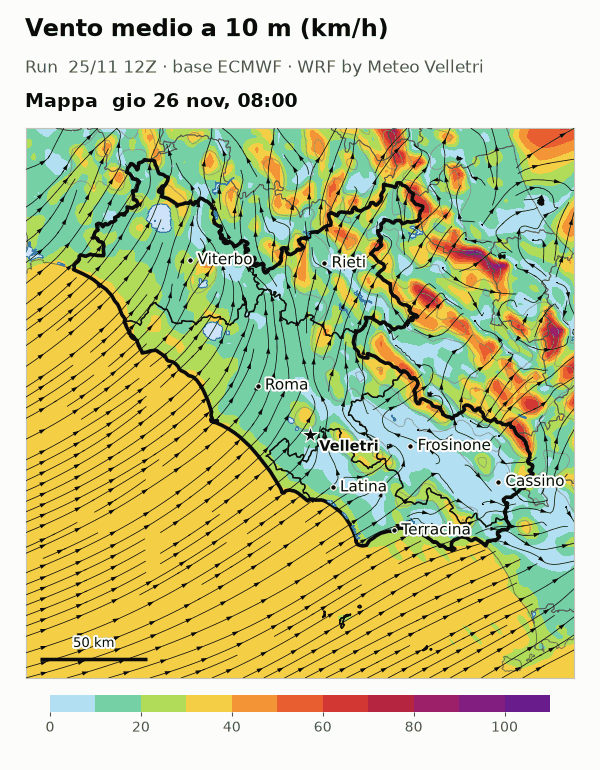 Vento medio a 10 m (km/h)
Run  25/11 12Z · base ECMWF · WRF by Meteo Velletri
Mappa  gio 26 nov, 08:00
Viterbo
Rieti
Roma
Velletri
Frosinone
Latina
Cassino
Terracina
50 km
0 20 40 60 80 100